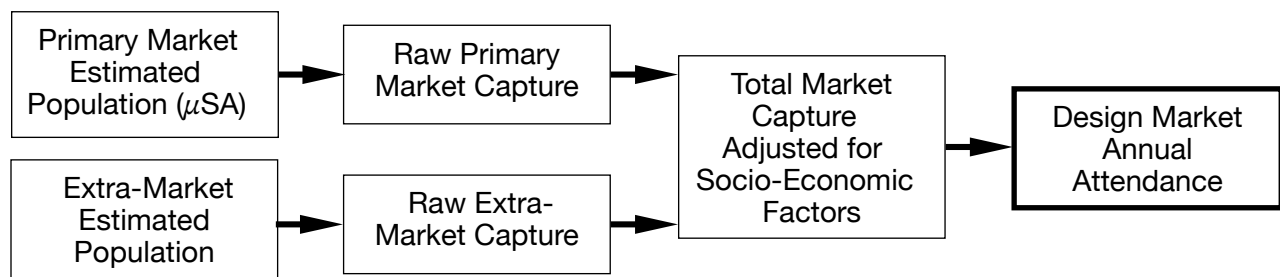 Primary Market
Estimated
Population (μSA)
Raw Primary
Market Capture
Extra-Market
Estimated
Population
Raw Extra-
Market Capture
Total Market
Capture
Adjusted for
Socio-Economic
Factors
Design Market
Annual
Attendance